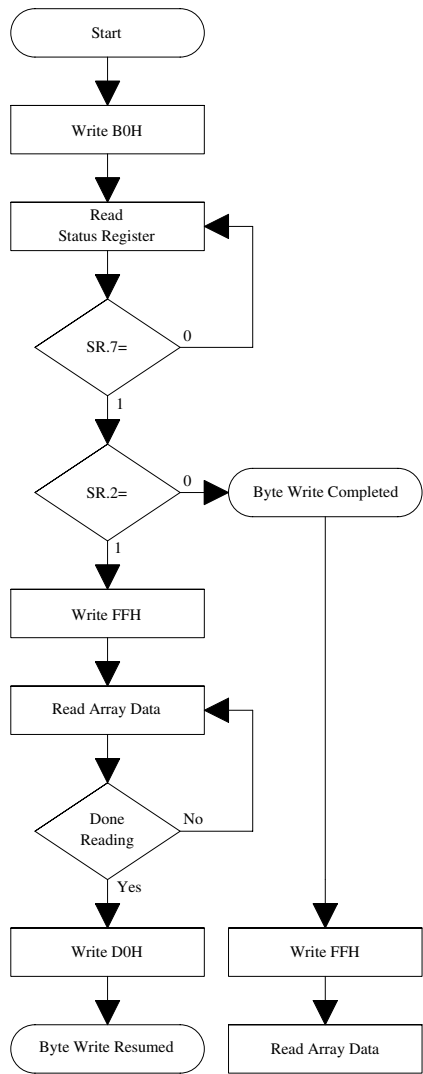 Start
Write B0H
Read
Status Register
SR.7=
0
1
SR.2=
0
Byte Write Completed
1
Write FFH
Read Array Data
Done
Reading
No
Yes
Write D0H
Write FFH
Byte Write Resumed
Read Array Data